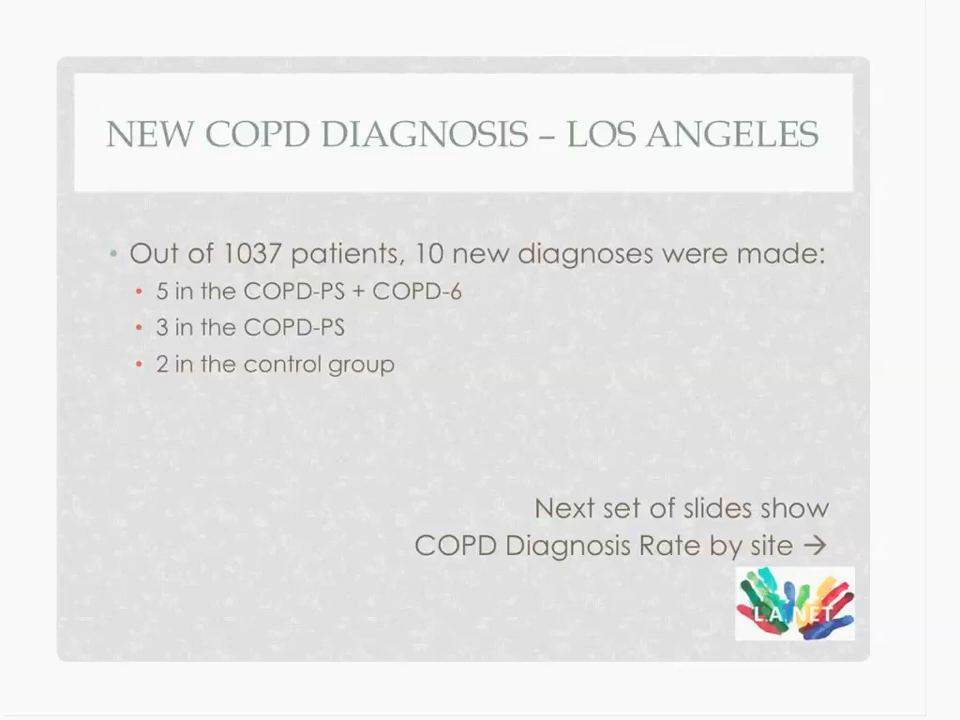 NEW COPD DIAGNOSIS – LOS ANGELES
• Out of 1037 patients, 10 new diagnoses were made:
• 5 in the COPD-PS + COPD-6
• 3 in the COPD-PS
• 2 in the control group
Next set of slides show
COPD Diagnosis Rate by site →
L.A. NET